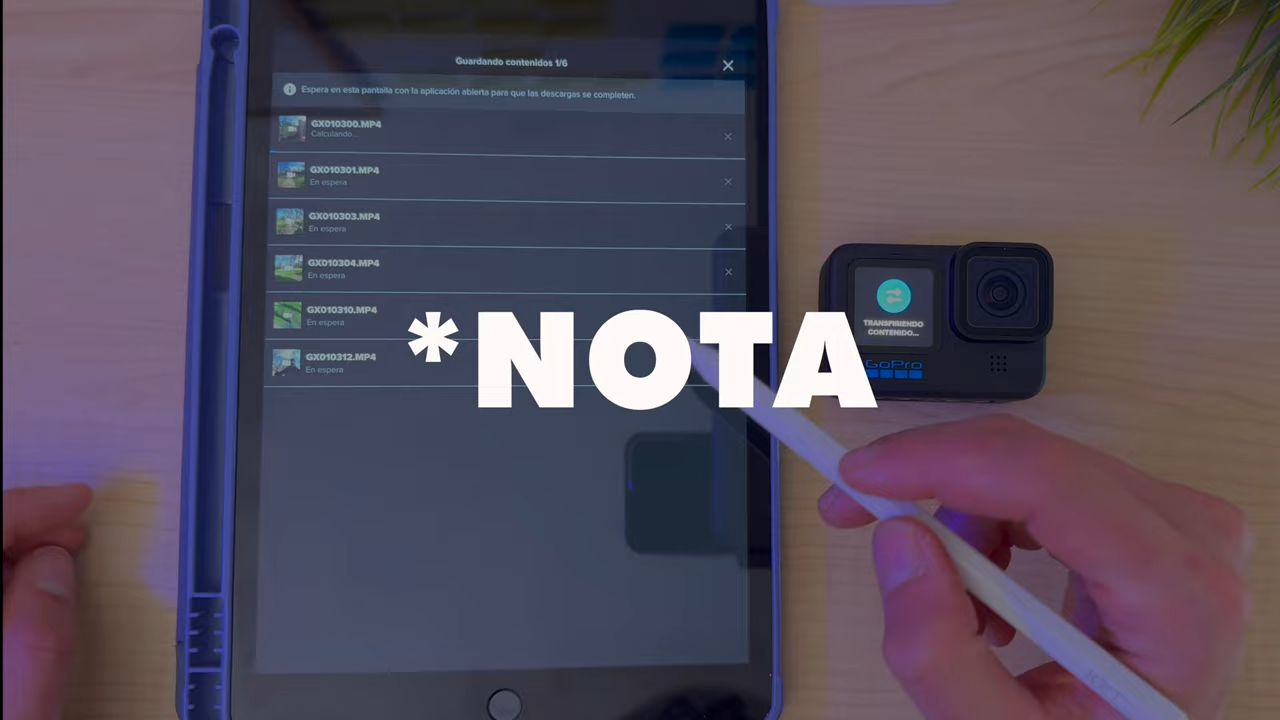 Guardando contenidos 1/6
Espera en esta pantalla con la aplicación abierta para que las descargas se completen.
GX010300.MP4
Calculando...
GX010301.MP4
En espera
GX010303.MP4
En espera
GX010304.MP4
En espera
GX010310.MP4
En espera
GX010312.MP4
En espera
*NOTA
TRANSFIRIENDO
CONTENIDO...
GoPro